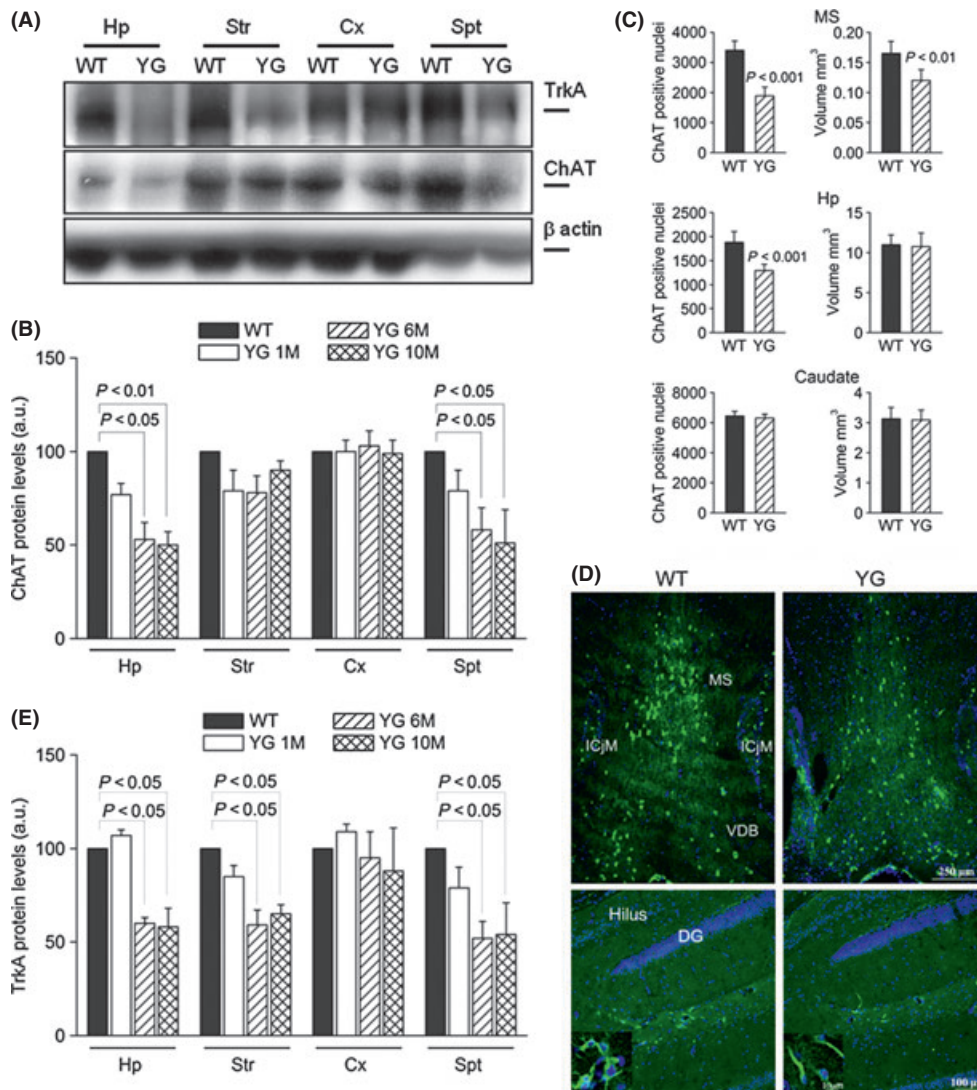 (A)
Hp Str Cx Spt
WT YG WT YG WT YG WT YG
TrkA
ChAT
β actin
(B)
WT YG 6M
YG 1M YG 10M
ChAT protein levels (a.u.)
150
100
50
0
P < 0.01
P < 0.05
P < 0.05
P < 0.05
Hp Str Cx Spt
(E)
WT YG 6M
YG 1M YG 10M
TrkA protein levels (a.u.)
150
100
50
0
P < 0.05
P < 0.05
P < 0.05
P < 0.05
P < 0.05
P < 0.05
Hp Str Cx Spt
(C)
MS
ChAT positive nuclei
4000
3000
2000
1000
0
P < 0.001
WT YG
Volume mm³
0.20
0.15
0.10
0.05
0.00
P < 0.01
WT YG
Hp
ChAT positive nuclei
2500
2000
1500
1000
500
0
P < 0.001
WT YG
Volume mm³
15
10
5
0
WT YG
Caudate
ChAT positive nuclei
8000
6000
4000
2000
0
WT YG
Volume mm³
4
3
2
1
0
WT YG
(D)
WT YG
MS
ICjM ICjM
VDB
250 µm
Hilus
DG
100 µ